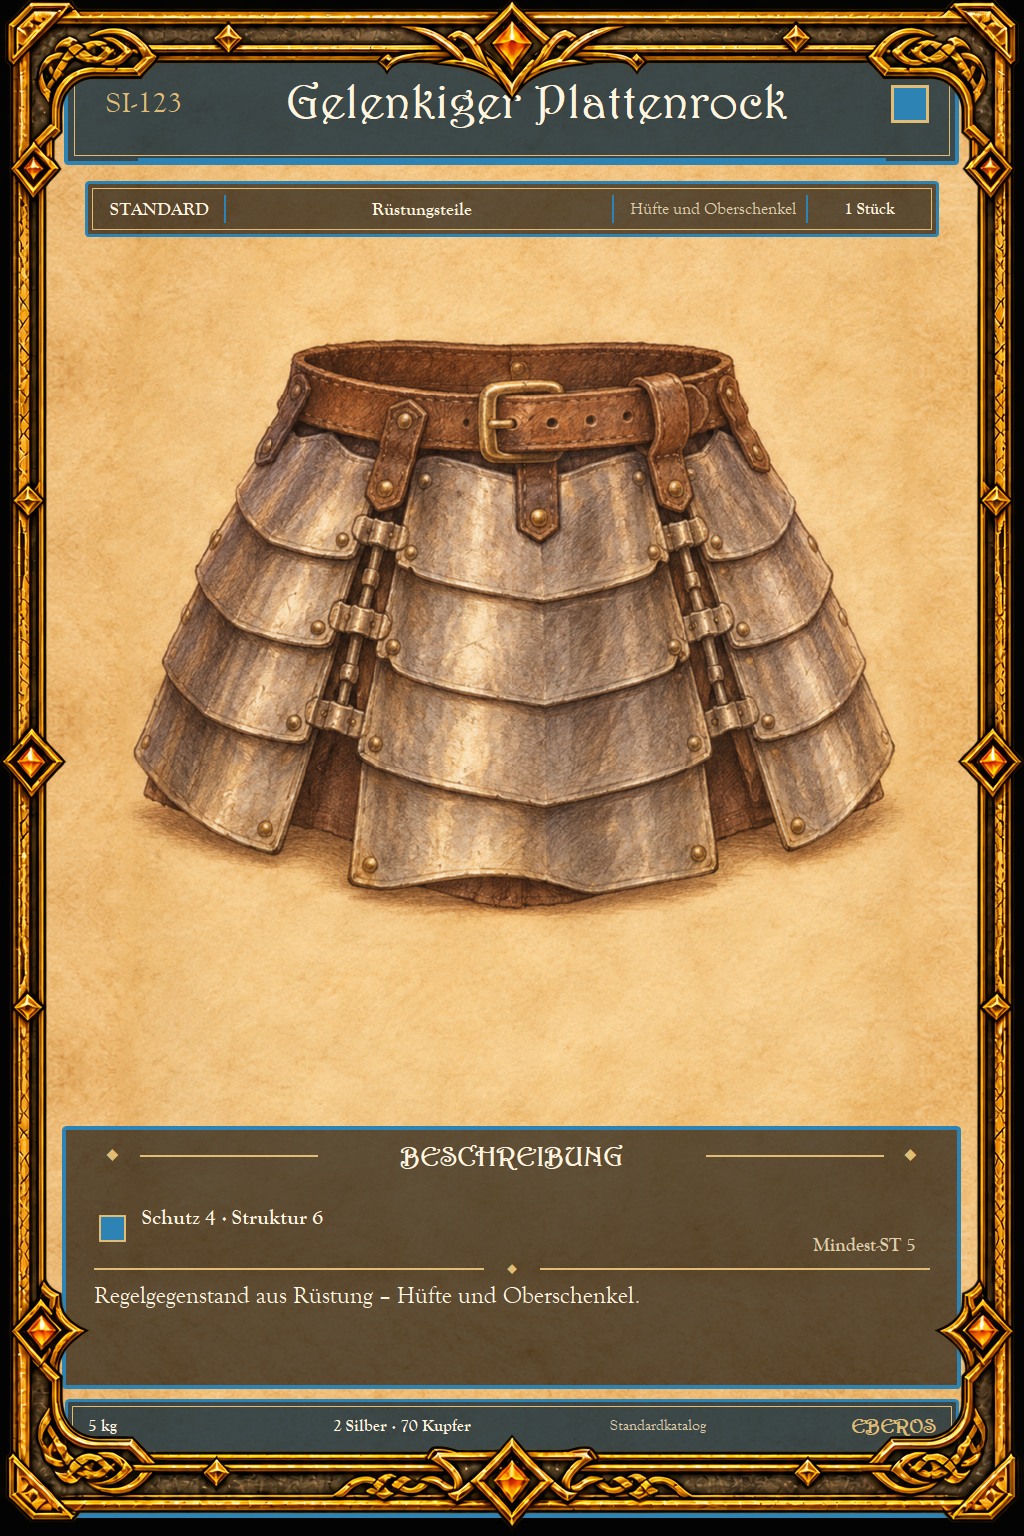 SI-123
Gelenkiger Plattenrock
STANDARD
Rüstungsteile
Hüfte und Oberschenkel
1 Stück
BESCHREIBUNG
Schutz 4 · Struktur 6
Mindest-ST 5
Regelgegenstand aus Rüstung – Hüfte und Oberschenkel.
5 kg
2 Silber · 70 Kupfer
Standardkatalog
EBEROS